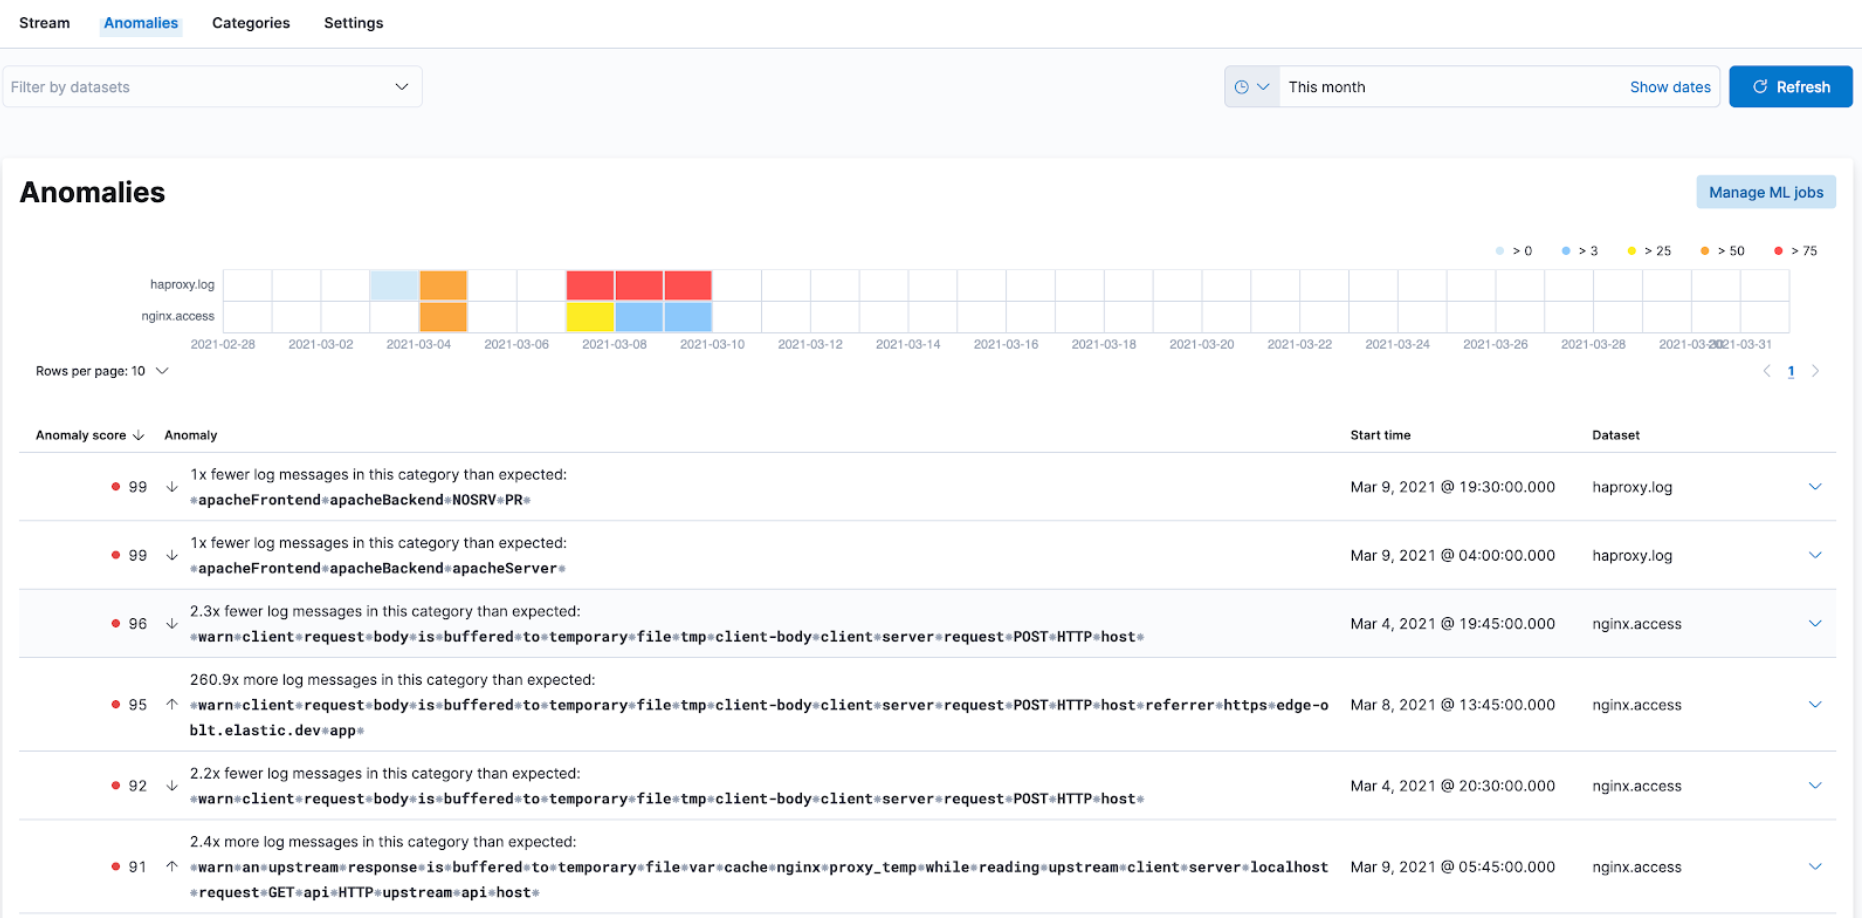 Stream Anomalies Categories Settings
Filter by datasets
This month Show dates Refresh
Anomalies
Manage ML jobs
> 0 > 3 > 25 > 50 > 75
haproxy.log
nginx.access
2021-02-28 2021-03-02 2021-03-04 2021-03-06 2021-03-08 2021-03-10 2021-03-12 2021-03-14 2021-03-16 2021-03-18 2021-03-20 2021-03-22 2021-03-24 2021-03-26 2021-03-28 2021-03-31
Rows per page: 10
1
Anomaly score Anomaly Start time Dataset
1x fewer log messages in this category than expected:
99 Mar 9, 2021 @ 19:30:00.000 haproxy.log
*apacheFrontend*apacheBackend*NOSRV*PR*
1x fewer log messages in this category than expected:
99 Mar 9, 2021 @ 04:00:00.000 haproxy.log
*apacheFrontend*apacheBackend*apacheServer*
2.3x fewer log messages in this category than expected:
96 Mar 4, 2021 @ 19:45:00.000 nginx.access
*warn*client*request*body*is*buffered*to*temporary*file*tmp*client-body*client*server*request*POST*HTTP*host*
260.9x more log messages in this category than expected:
95 *warn*client*request*body*is*buffered*to*temporary*file*tmp*client-body*client*server*request*POST*HTTP*host*referrer*https*edge-o Mar 8, 2021 @ 13:45:00.000 nginx.access
blt.elastic.dev*app*
2.2x fewer log messages in this category than expected:
92 Mar 4, 2021 @ 20:30:00.000 nginx.access
*warn*client*request*body*is*buffered*to*temporary*file*tmp*client-body*client*server*request*POST*HTTP*host*
2.4x more log messages in this category than expected:
91 *warn*an*upstream*response*is*buffered*to*temporary*file*var*cache*nginx*proxy_temp*while*reading*upstream*client*server*localhost Mar 9, 2021 @ 05:45:00.000 nginx.access
*request*GET*api*HTTP*upstream*api*host*